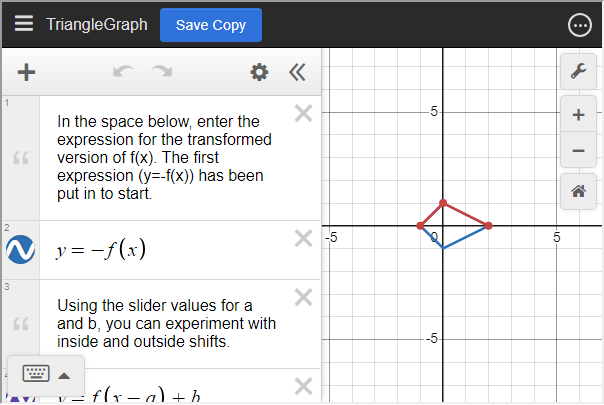 TriangleGraph Save Copy
1
In the space below, enter the
expression for the transformed
version of f(x). The first
expression (y=-f(x)) has been
put in to start.
2
y = −f(x)
3
Using the slider values for a
and b, you can experiment with
inside and outside shifts.
y = f(x − a) + b
5
-5
0
5
-5